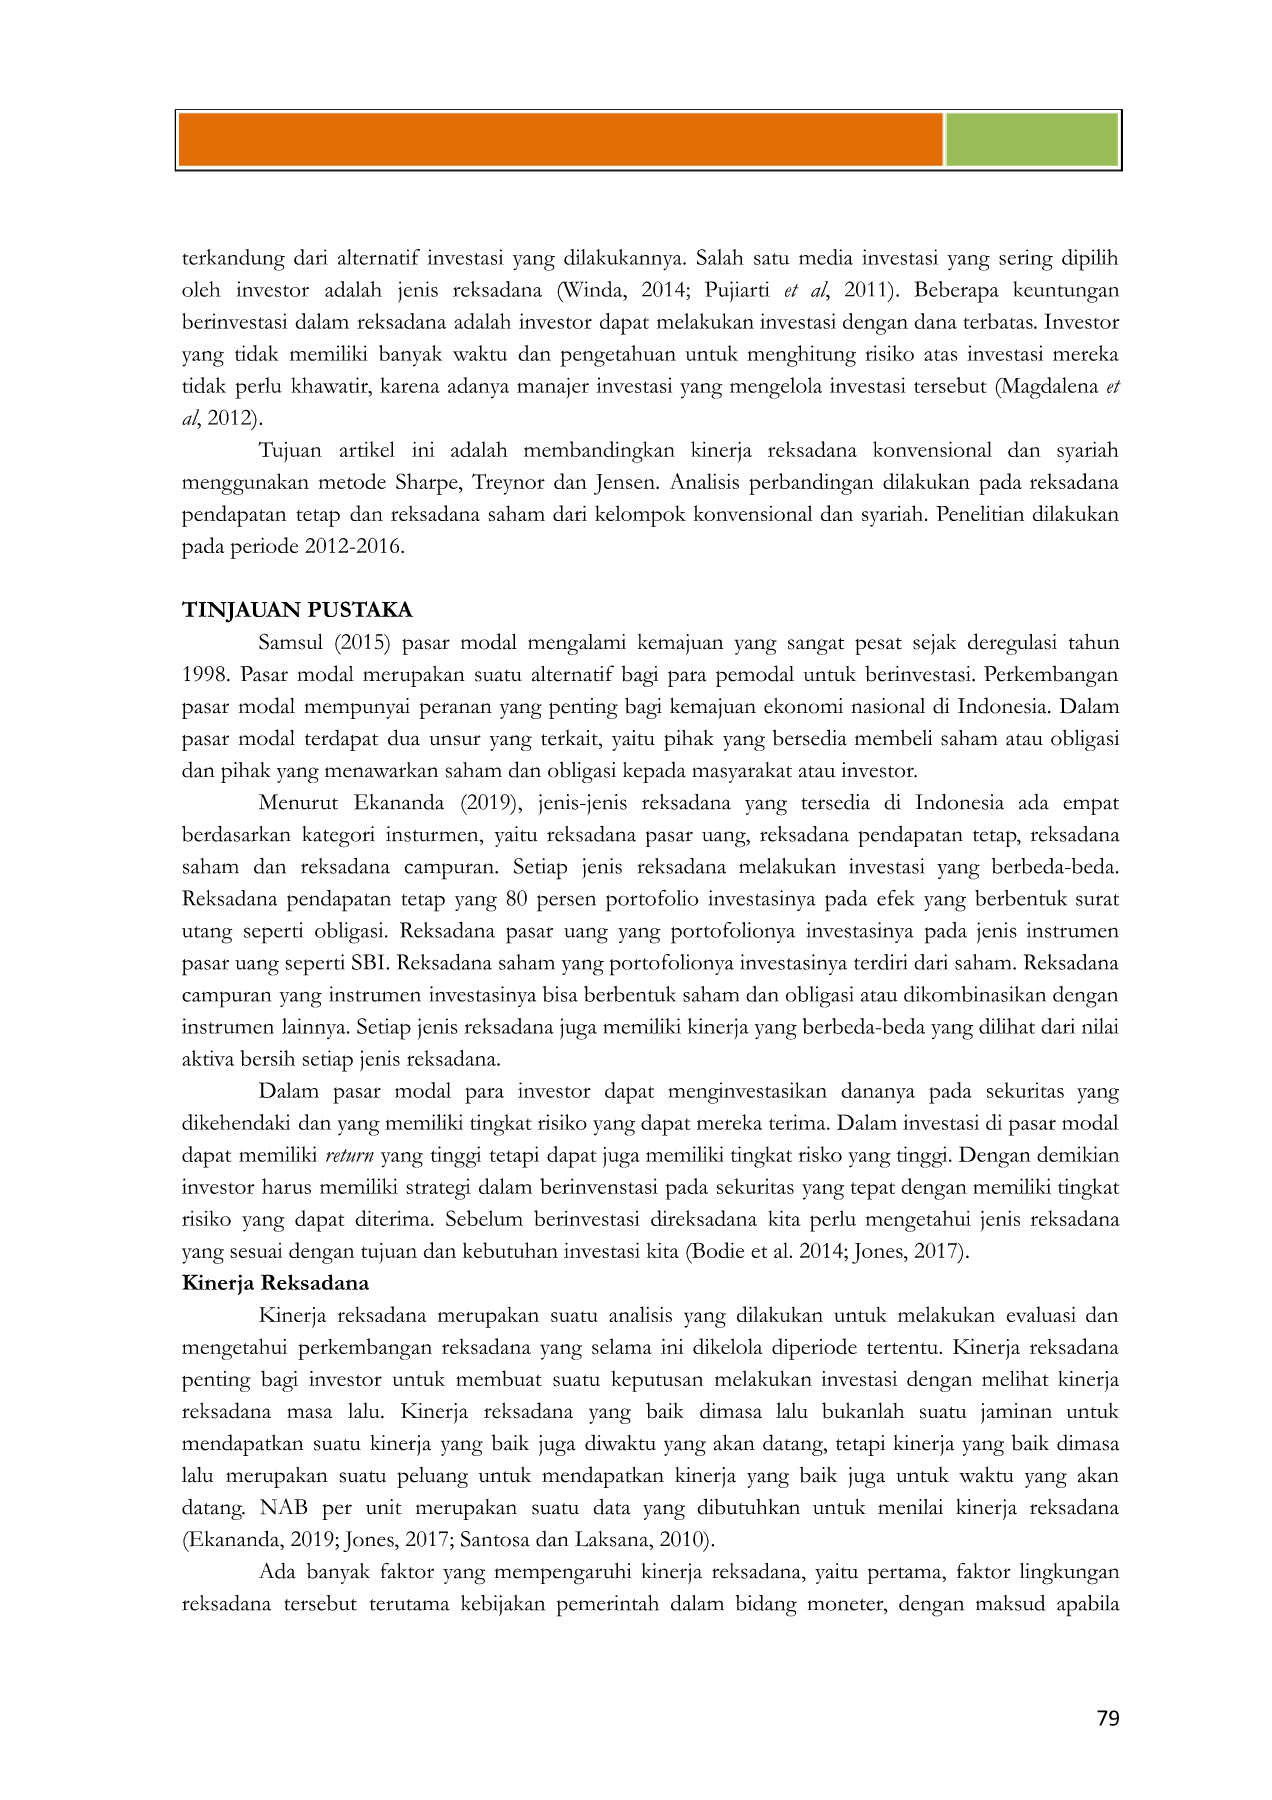 terkandung dari alternatif investasi yang dilakukannya. Salah satu media investasi yang sering dipilih
oleh investor adalah jenis reksadana (Winda, 2014; Pujiarti et al, 2011). Beberapa keuntungan
berinvestasi dalam reksadana adalah investor dapat melakukan investasi dengan dana terbatas. Investor
yang tidak memiliki banyak waktu dan pengetahuan untuk menghitung risiko atas investasi mereka
tidak perlu khawatir, karena adanya manajer investasi yang mengelola investasi tersebut (Magdalena et
al, 2012).
Tujuan artikel ini adalah membandingkan kinerja reksadana konvensional dan syariah
menggunakan metode Sharpe, Treynor dan Jensen. Analisis perbandingan dilakukan pada reksadana
pendapatan tetap dan reksadana saham dari kelompok konvensional dan syariah. Penelitian dilakukan
pada periode 2012-2016.
TINJAUAN PUSTAKA
Samsul (2015) pasar modal mengalami kemajuan yang sangat pesat sejak deregulasi tahun
1998. Pasar modal merupakan suatu alternatif bagi para pemodal untuk berinvestasi. Perkembangan
pasar modal mempunyai peranan yang penting bagi kemajuan ekonomi nasional di Indonesia. Dalam
pasar modal terdapat dua unsur yang terkait, yaitu pihak yang bersedia membeli saham atau obligasi
dan pihak yang menawarkan saham dan obligasi kepada masyarakat atau investor.
Menurut Ekananda (2019), jenis-jenis reksadana yang tersedia di Indonesia ada empat
berdasarkan kategori insturmen, yaitu reksadana pasar uang, reksadana pendapatan tetap, reksadana
saham dan reksadana campuran. Setiap jenis reksadana melakukan investasi yang berbeda-beda.
Reksadana pendapatan tetap yang 80 persen portofolio investasinya pada efek yang berbentuk surat
utang seperti obligasi. Reksadana pasar uang yang portofolionya investasinya pada jenis instrumen
pasar uang seperti SBI. Reksadana saham yang portofolionya investasinya terdiri dari saham. Reksadana
campuran yang instrumen investasinya bisa berbentuk saham dan obligasi atau dikombinasikan dengan
instrumen lainnya. Setiap jenis reksadana juga memiliki kinerja yang berbeda-beda yang dilihat dari nilai
aktiva bersih setiap jenis reksadana.
Dalam pasar modal para investor dapat menginvestasikan dananya pada sekuritas yang
dikehendaki dan yang memiliki tingkat risiko yang dapat mereka terima. Dalam investasi di pasar modal
dapat memiliki return yang tinggi tetapi dapat juga memiliki tingkat risko yang tinggi. Dengan demikian
investor harus memiliki strategi dalam berinvenstasi pada sekuritas yang tepat dengan memiliki tingkat
risiko yang dapat diterima. Sebelum berinvestasi direksadana kita perlu mengetahui jenis reksadana
yang sesuai dengan tujuan dan kebutuhan investasi kita (Bodie et al. 2014; Jones, 2017).
Kinerja Reksadana
Kinerja reksadana merupakan suatu analisis yang dilakukan untuk melakukan evaluasi dan
mengetahui perkembangan reksadana yang selama ini dikelola diperiode tertentu. Kinerja reksadana
penting bagi investor untuk membuat suatu keputusan melakukan investasi dengan melihat kinerja
reksadana masa lalu. Kinerja reksadana yang baik dimasa lalu bukanlah suatu jaminan untuk
mendapatkan suatu kinerja yang baik juga diwaktu yang akan datang, tetapi kinerja yang baik dimasa
lalu merupakan suatu peluang untuk mendapatkan kinerja yang baik juga untuk waktu yang akan
datang. NAB per unit merupakan suatu data yang dibutuhkan untuk menilai kinerja reksadana
(Ekananda, 2019; Jones, 2017; Santosa dan Laksana, 2010).
Ada banyak faktor yang mempengaruhi kinerja reksadana, yaitu pertama, faktor lingkungan
reksadana tersebut terutama kebijakan pemerintah dalam bidang moneter, dengan maksud apabila
79